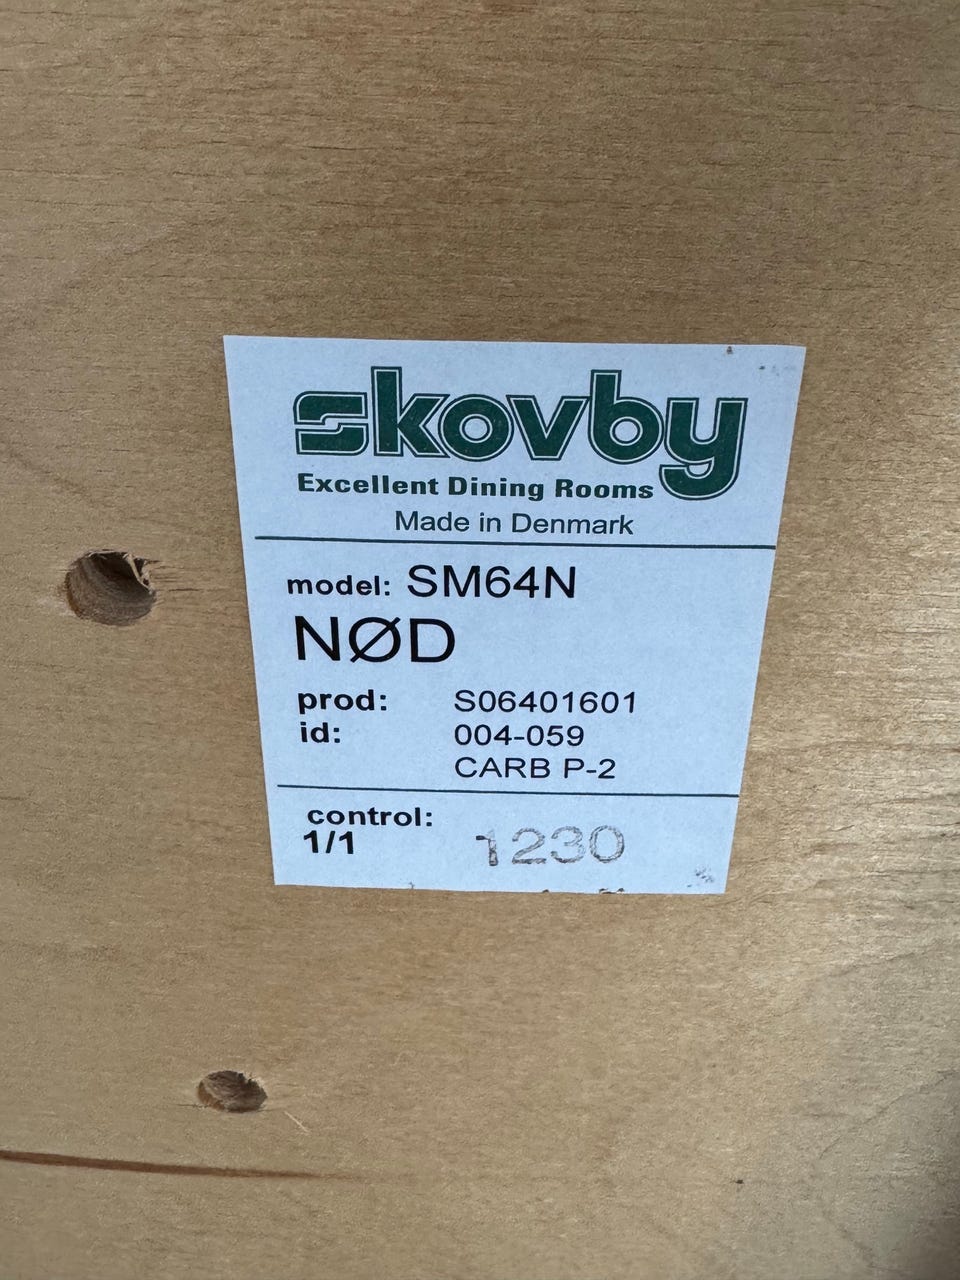 skovby
Excellent Dining Rooms
Made in Denmark
model: SM64N
NØD
prod: S06401601
id: 004-059
CARB P-2
control:
1/1 1230